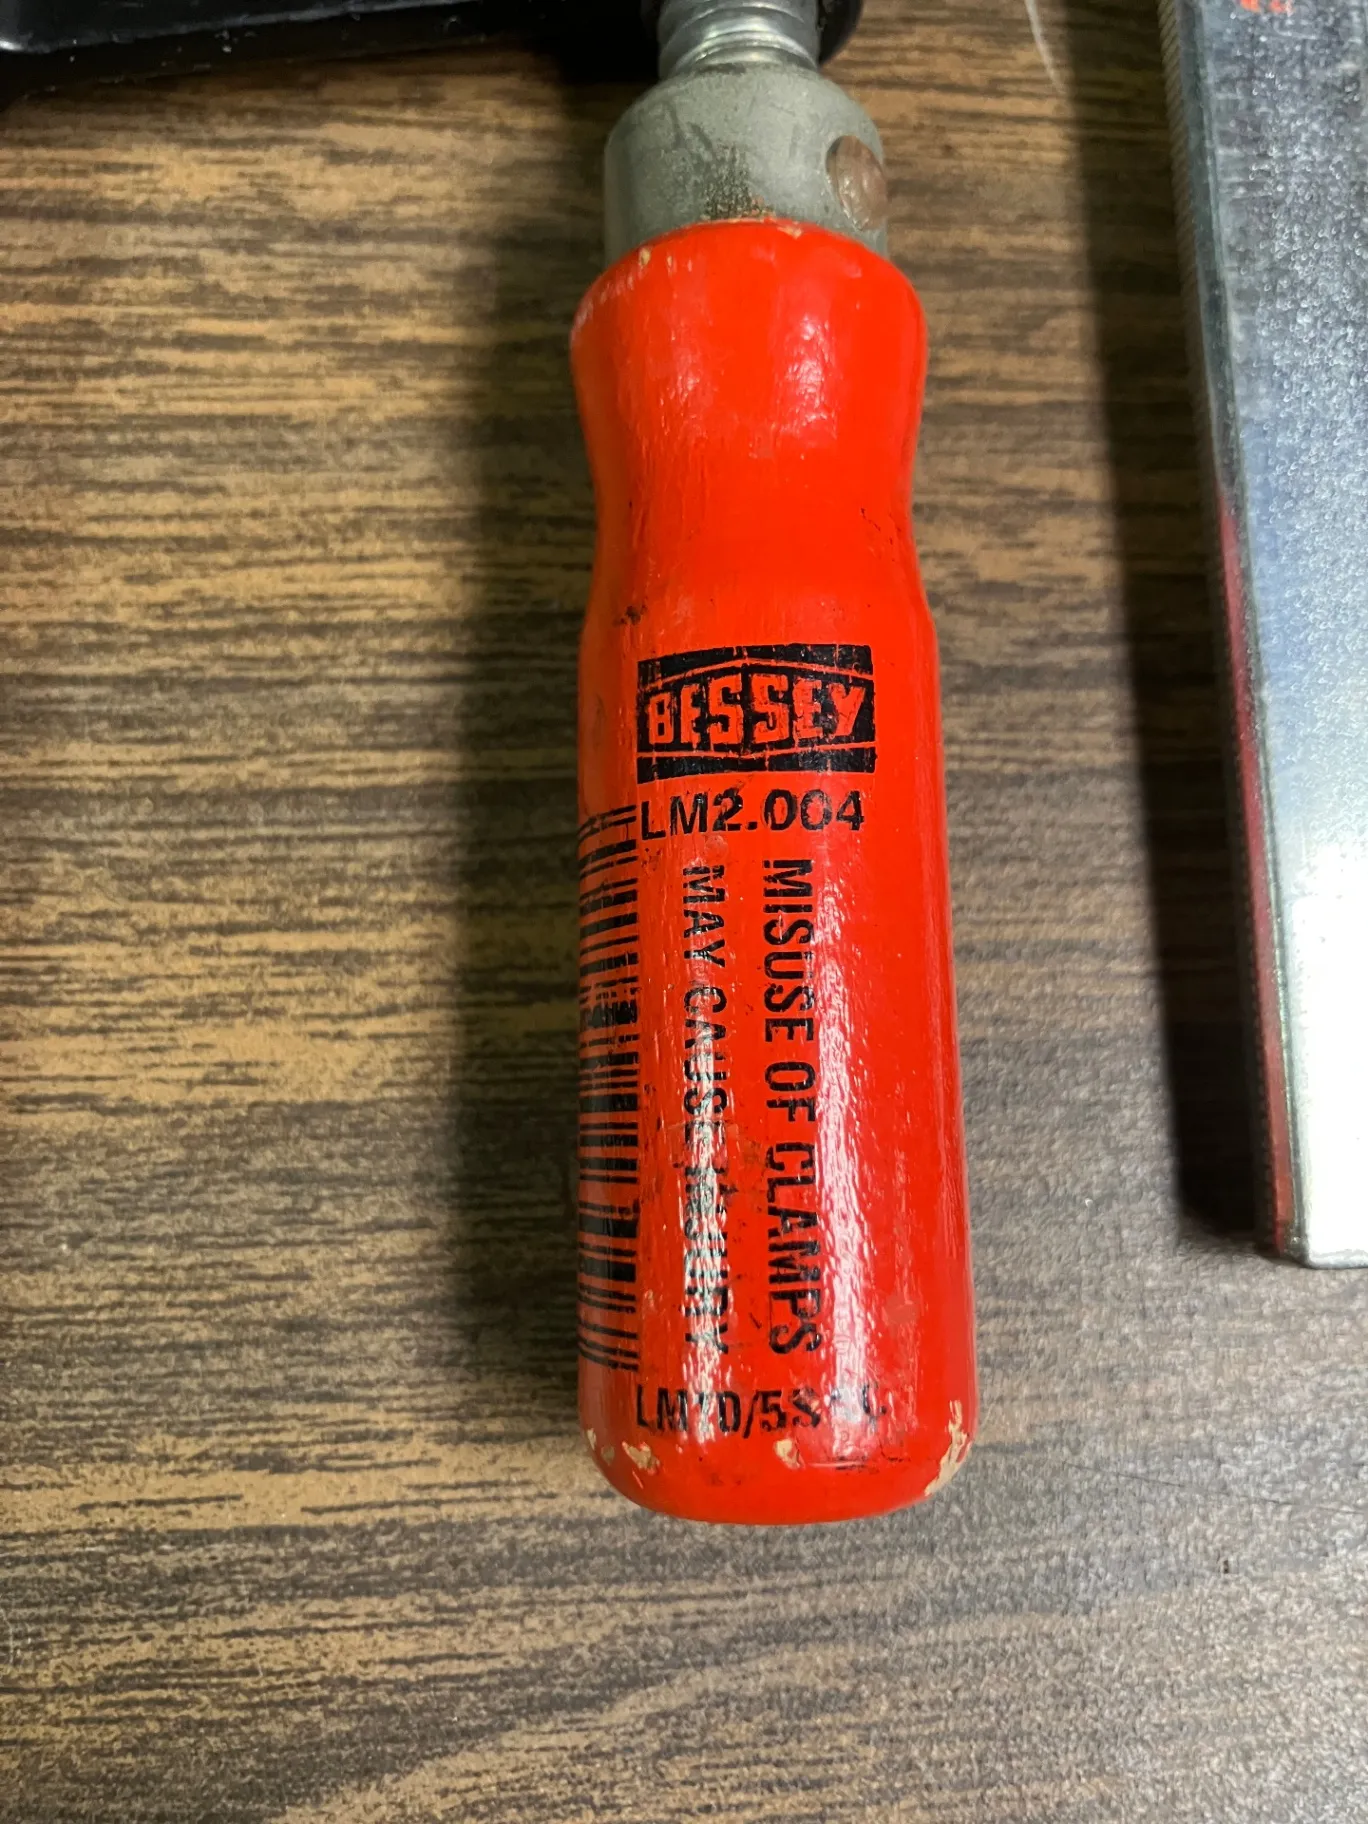 BESSEY
LM2.004
MISUSE OF CLAMPS
MAY CAUSE INJURY